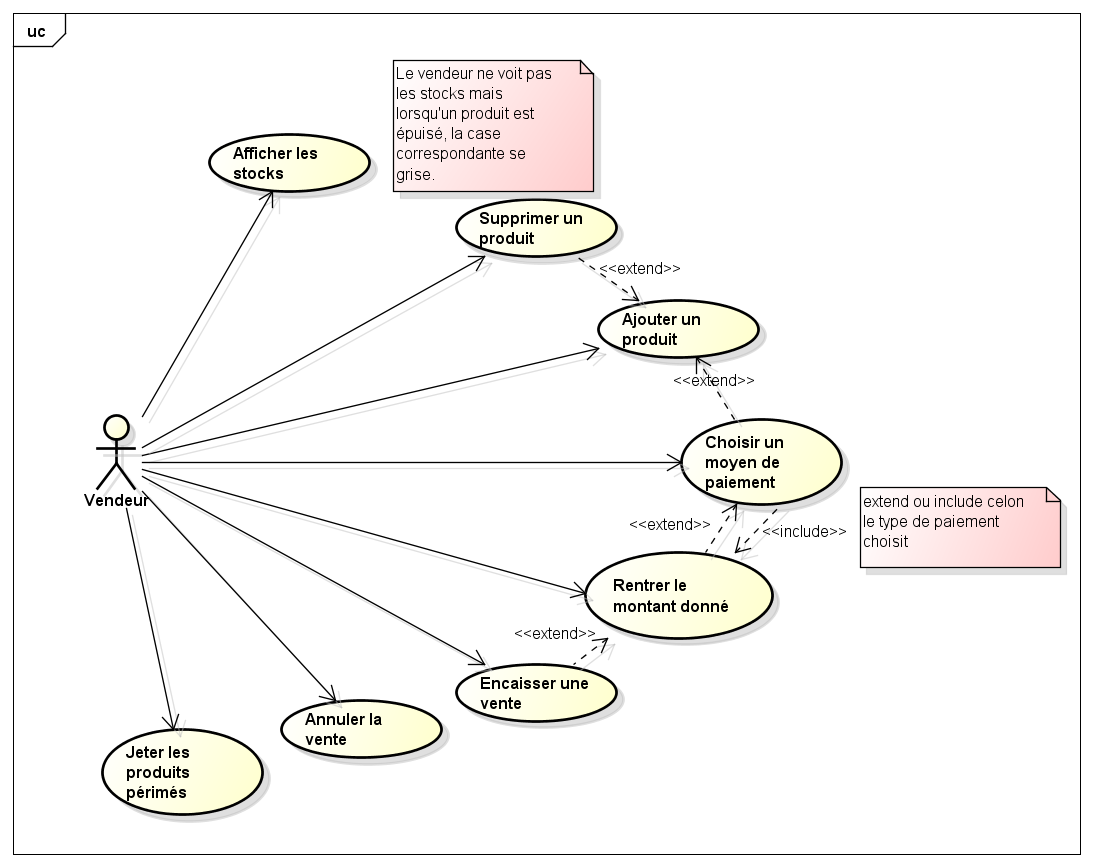 uc
Le vendeur ne voit pas
les stocks mais
lorsqu'un produit est
épuisé, la case
correspondante se
grise.
Afficher les
stocks
Supprimer un
produit
<<extend>>
Ajouter un
produit
<<extend>>
Choisir un
moyen de
paiement
Vendeur
extend ou include celon
le type de paiement
choisit
<<extend>>
<<include>>
Rentrer le
montant donné
<<extend>>
Encaisser une
vente
Annuler la
vente
Jeter les
produits
périmés